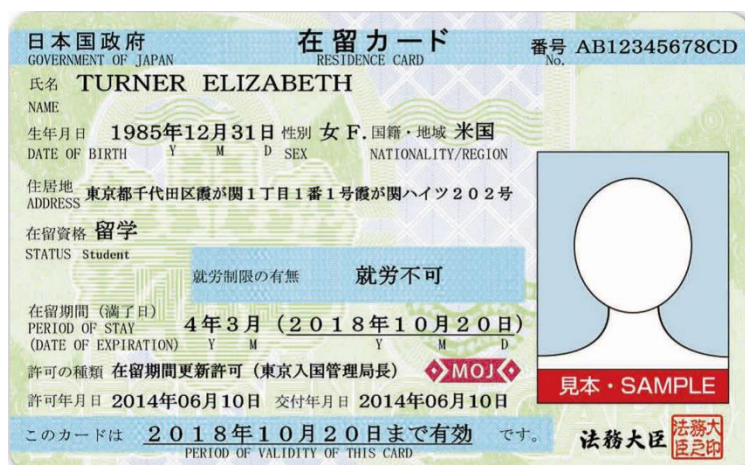 日本国政府 在留カード 番号 AB12345678CD
GOVERNMENT OF JAPAN RESIDENCE CARD No.
氏名 TURNER ELIZABETH
NAME
生年月日 1985年12月31日 性別 女 F. 国籍・地域 米国
DATE OF BIRTH Y M D SEX NATIONALITY/REGION
住居地 東京都千代田区霞が関1丁目1番1号霞が関ハイツ202号
ADDRESS
在留資格 留学
STATUS Student
就労制限の有無 就労不可
在留期間 (満了日)
PERIOD OF STAY 4年3月 (2018年10月20日)
(DATE OF EXPIRATION) Y M Y M D
許可の種類 在留期間更新許可 (東京入国管理局長) MOJ
見本・SAMPLE
許可年月日 2014年06月10日 交付年月日 2014年06月10日
このカードは 2018年10月20日まで有効 です。
PERIOD OF VALIDITY OF THIS CARD
法務大臣 法務大臣之印